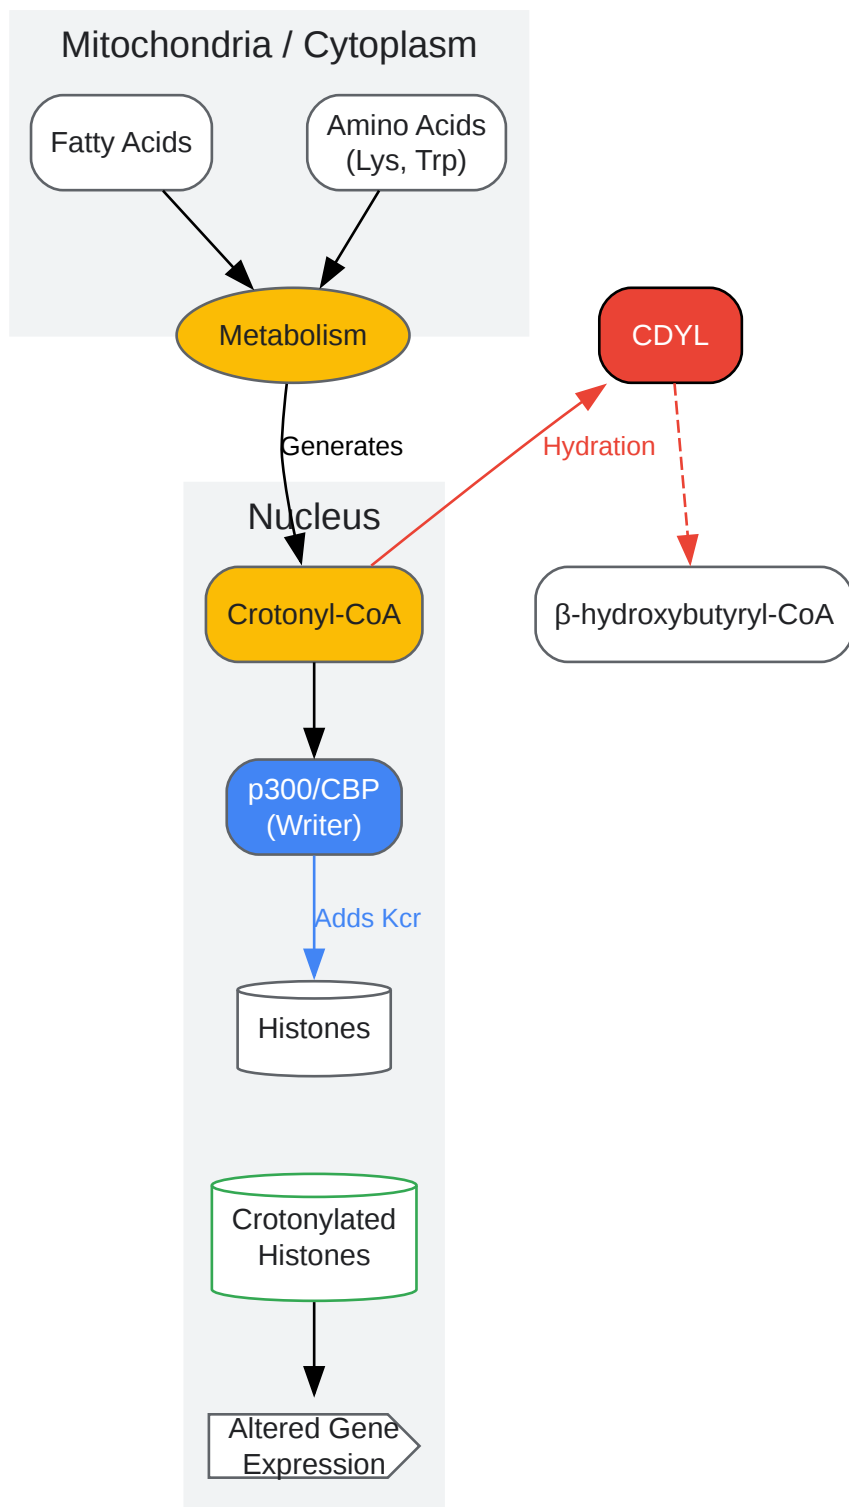 Mitochondria / Cytoplasm
Fatty Acids
Amino Acids
(Lys, Trp)
Metabolism
CDYL
Generates
Hydration
Nucleus
Crotonyl-CoA
β-hydroxybutyryl-CoA
p300/CBP
(Writer)
Adds Kcr
Histones
Crotonylated
Histones
Altered Gene
Expression